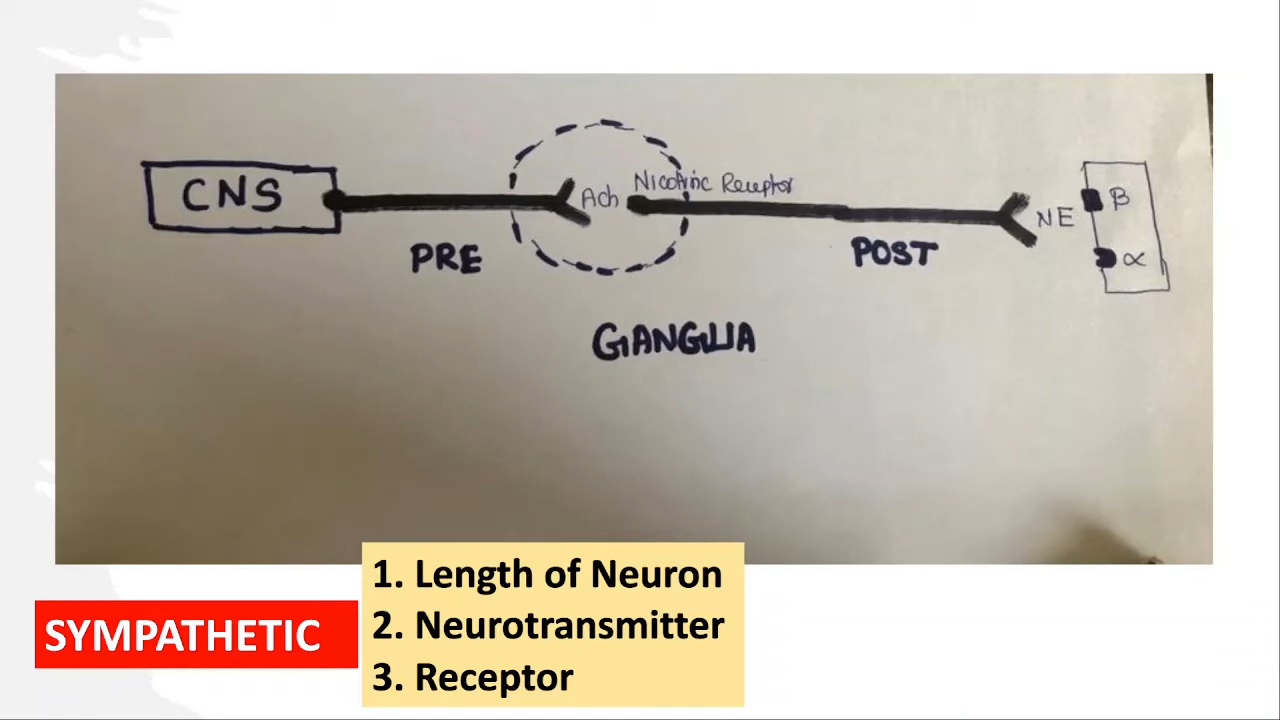 CNS
Ach
Nicotinic Receptor
NE
β
α
PRE
POST
GANGLIA
SYMPATHETIC
1. Length of Neuron
2. Neurotransmitter
3. Receptor